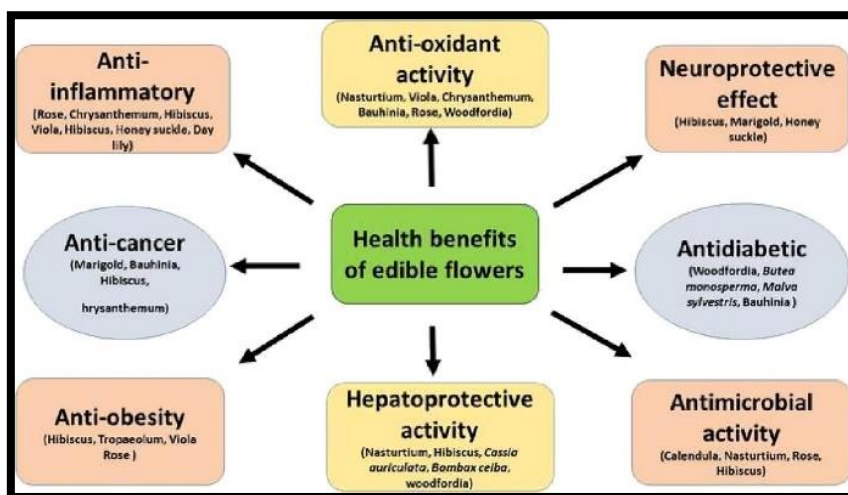 Anti-
inflammatory
(Rose, Chrysanthemum, Hibiscus,
Viola, Hibiscus, Honey suckle, Day
lily)
Anti-oxidant
activity
(Nasturtium, Viola, Chrysanthemum,
Bauhinia, Rose, Woodfordia)
Neuroprotective
effect
(Hibiscus, Marigold, Honey
suckle)
Anti-cancer
(Marigold, Bauhinia,
Hibiscus,
hrysanthemum)
Health benefits
of edible flowers
Antidiabetic
(Woodfordia, Butea
monosperma, Malva
sylvestris, Bauhinia )
Anti-obesity
(Hibiscus, Tropaeolum, Viola
Rose )
Hepatoprotective
activity
(Nasturtium, Hibiscus, Cassia
auriculata, Bombax ceiba,
woodfordia)
Antimicrobial
activity
(Calendula, Nasturtium, Rose,
Hibiscus)